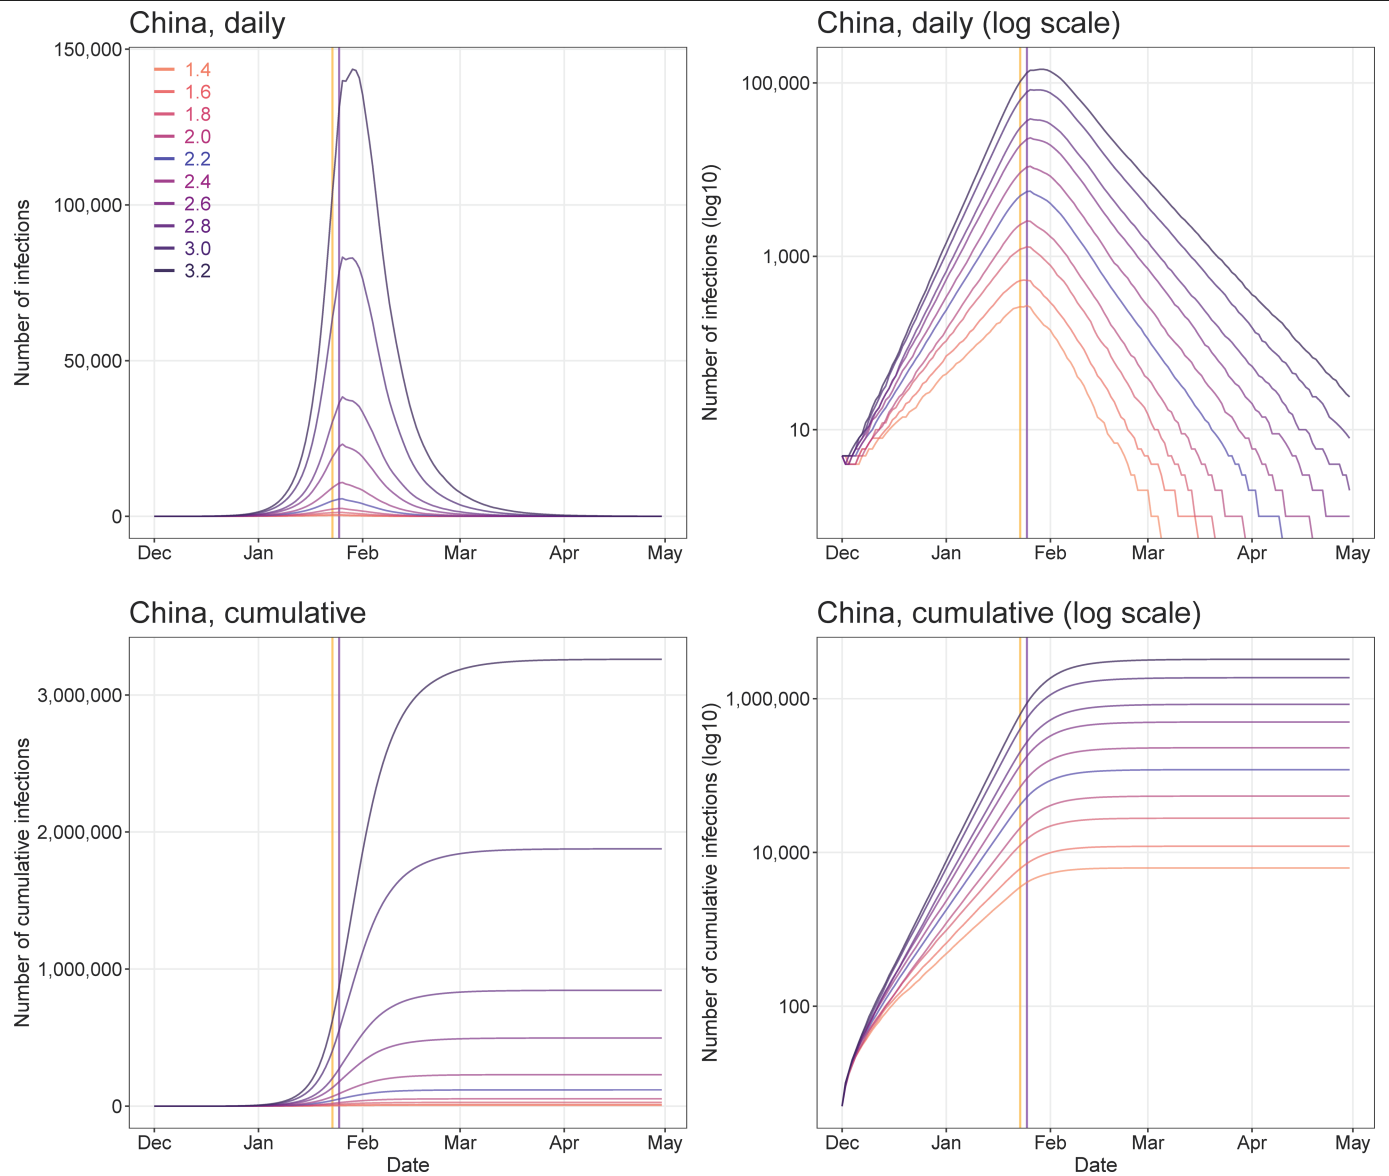 China, daily
150,000
100,000
50,000
0
Number of infections
1.4
1.6
1.8
2.0
2.2
2.4
2.6
2.8
3.0
3.2
Dec Jan Feb Mar Apr May
China, daily (log scale)
100,000
1,000
10
Number of infections (log10)
Dec Jan Feb Mar Apr May
China, cumulative
3,000,000
2,000,000
1,000,000
0
Number of cumulative infections
Dec Jan Feb Mar Apr May
Date
China, cumulative (log scale)
1,000,000
10,000
100
Number of cumulative infections (log10)
Dec Jan Feb Mar Apr May
Date